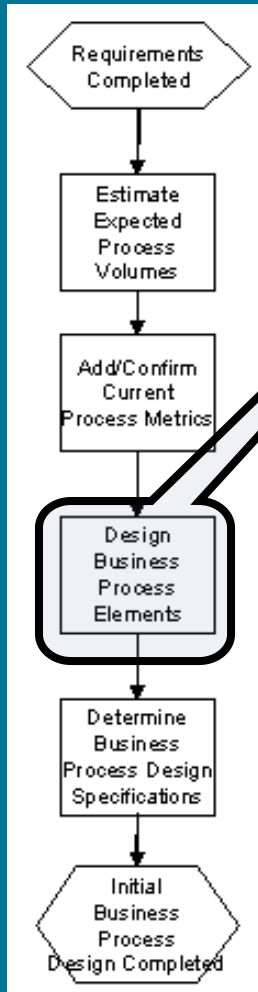 Requirements
Completed
Estimate
Expected
Process
Volumes
Add/Confirm
Current
Process Metrics
Design
Business
Process
Elements
Determine
Business
Process Design
Specifications
Initial
Business
Process
Design Completed